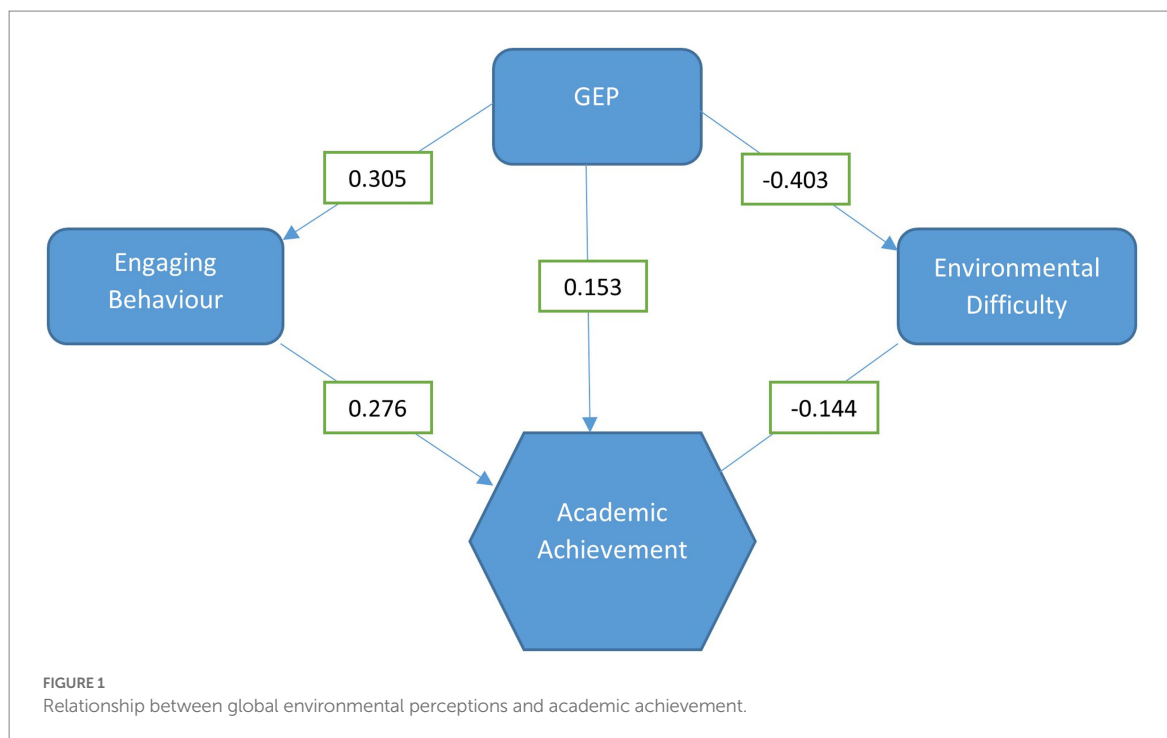 GEP
0.305
-0.403
Engaging
Behaviour
0.153
Environmental
Difficulty
0.276
-0.144
Academic
Achievement
FIGURE 1
Relationship between global environmental perceptions and academic achievement.